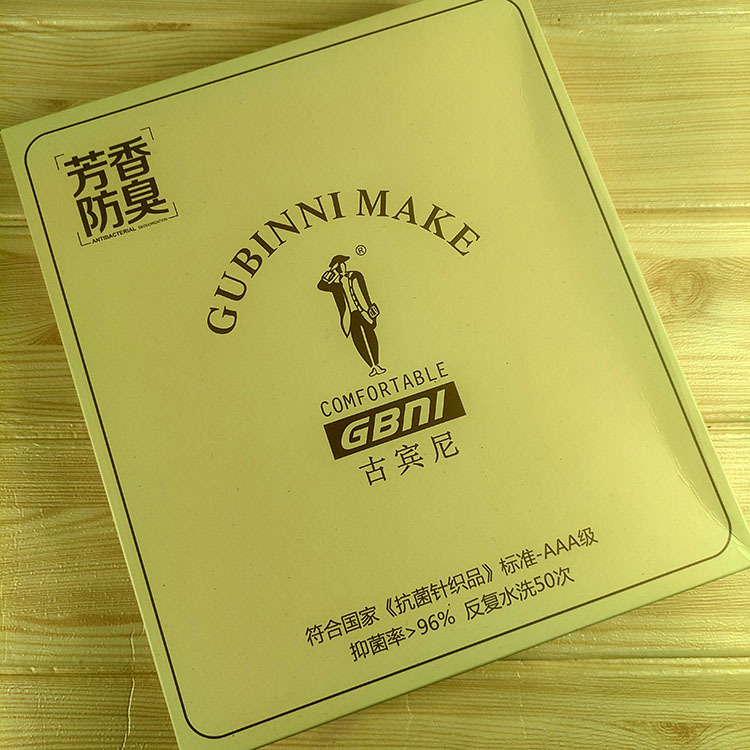 芳香
防臭
ANTIBACTERIAL DEODORIZATION
GUBINNI MAKE
®
COMFORTABLE
GBNI
古宾尼
符合国家《抗菌针织品》标准-AAA级
抑菌率>96% 反复水洗50次